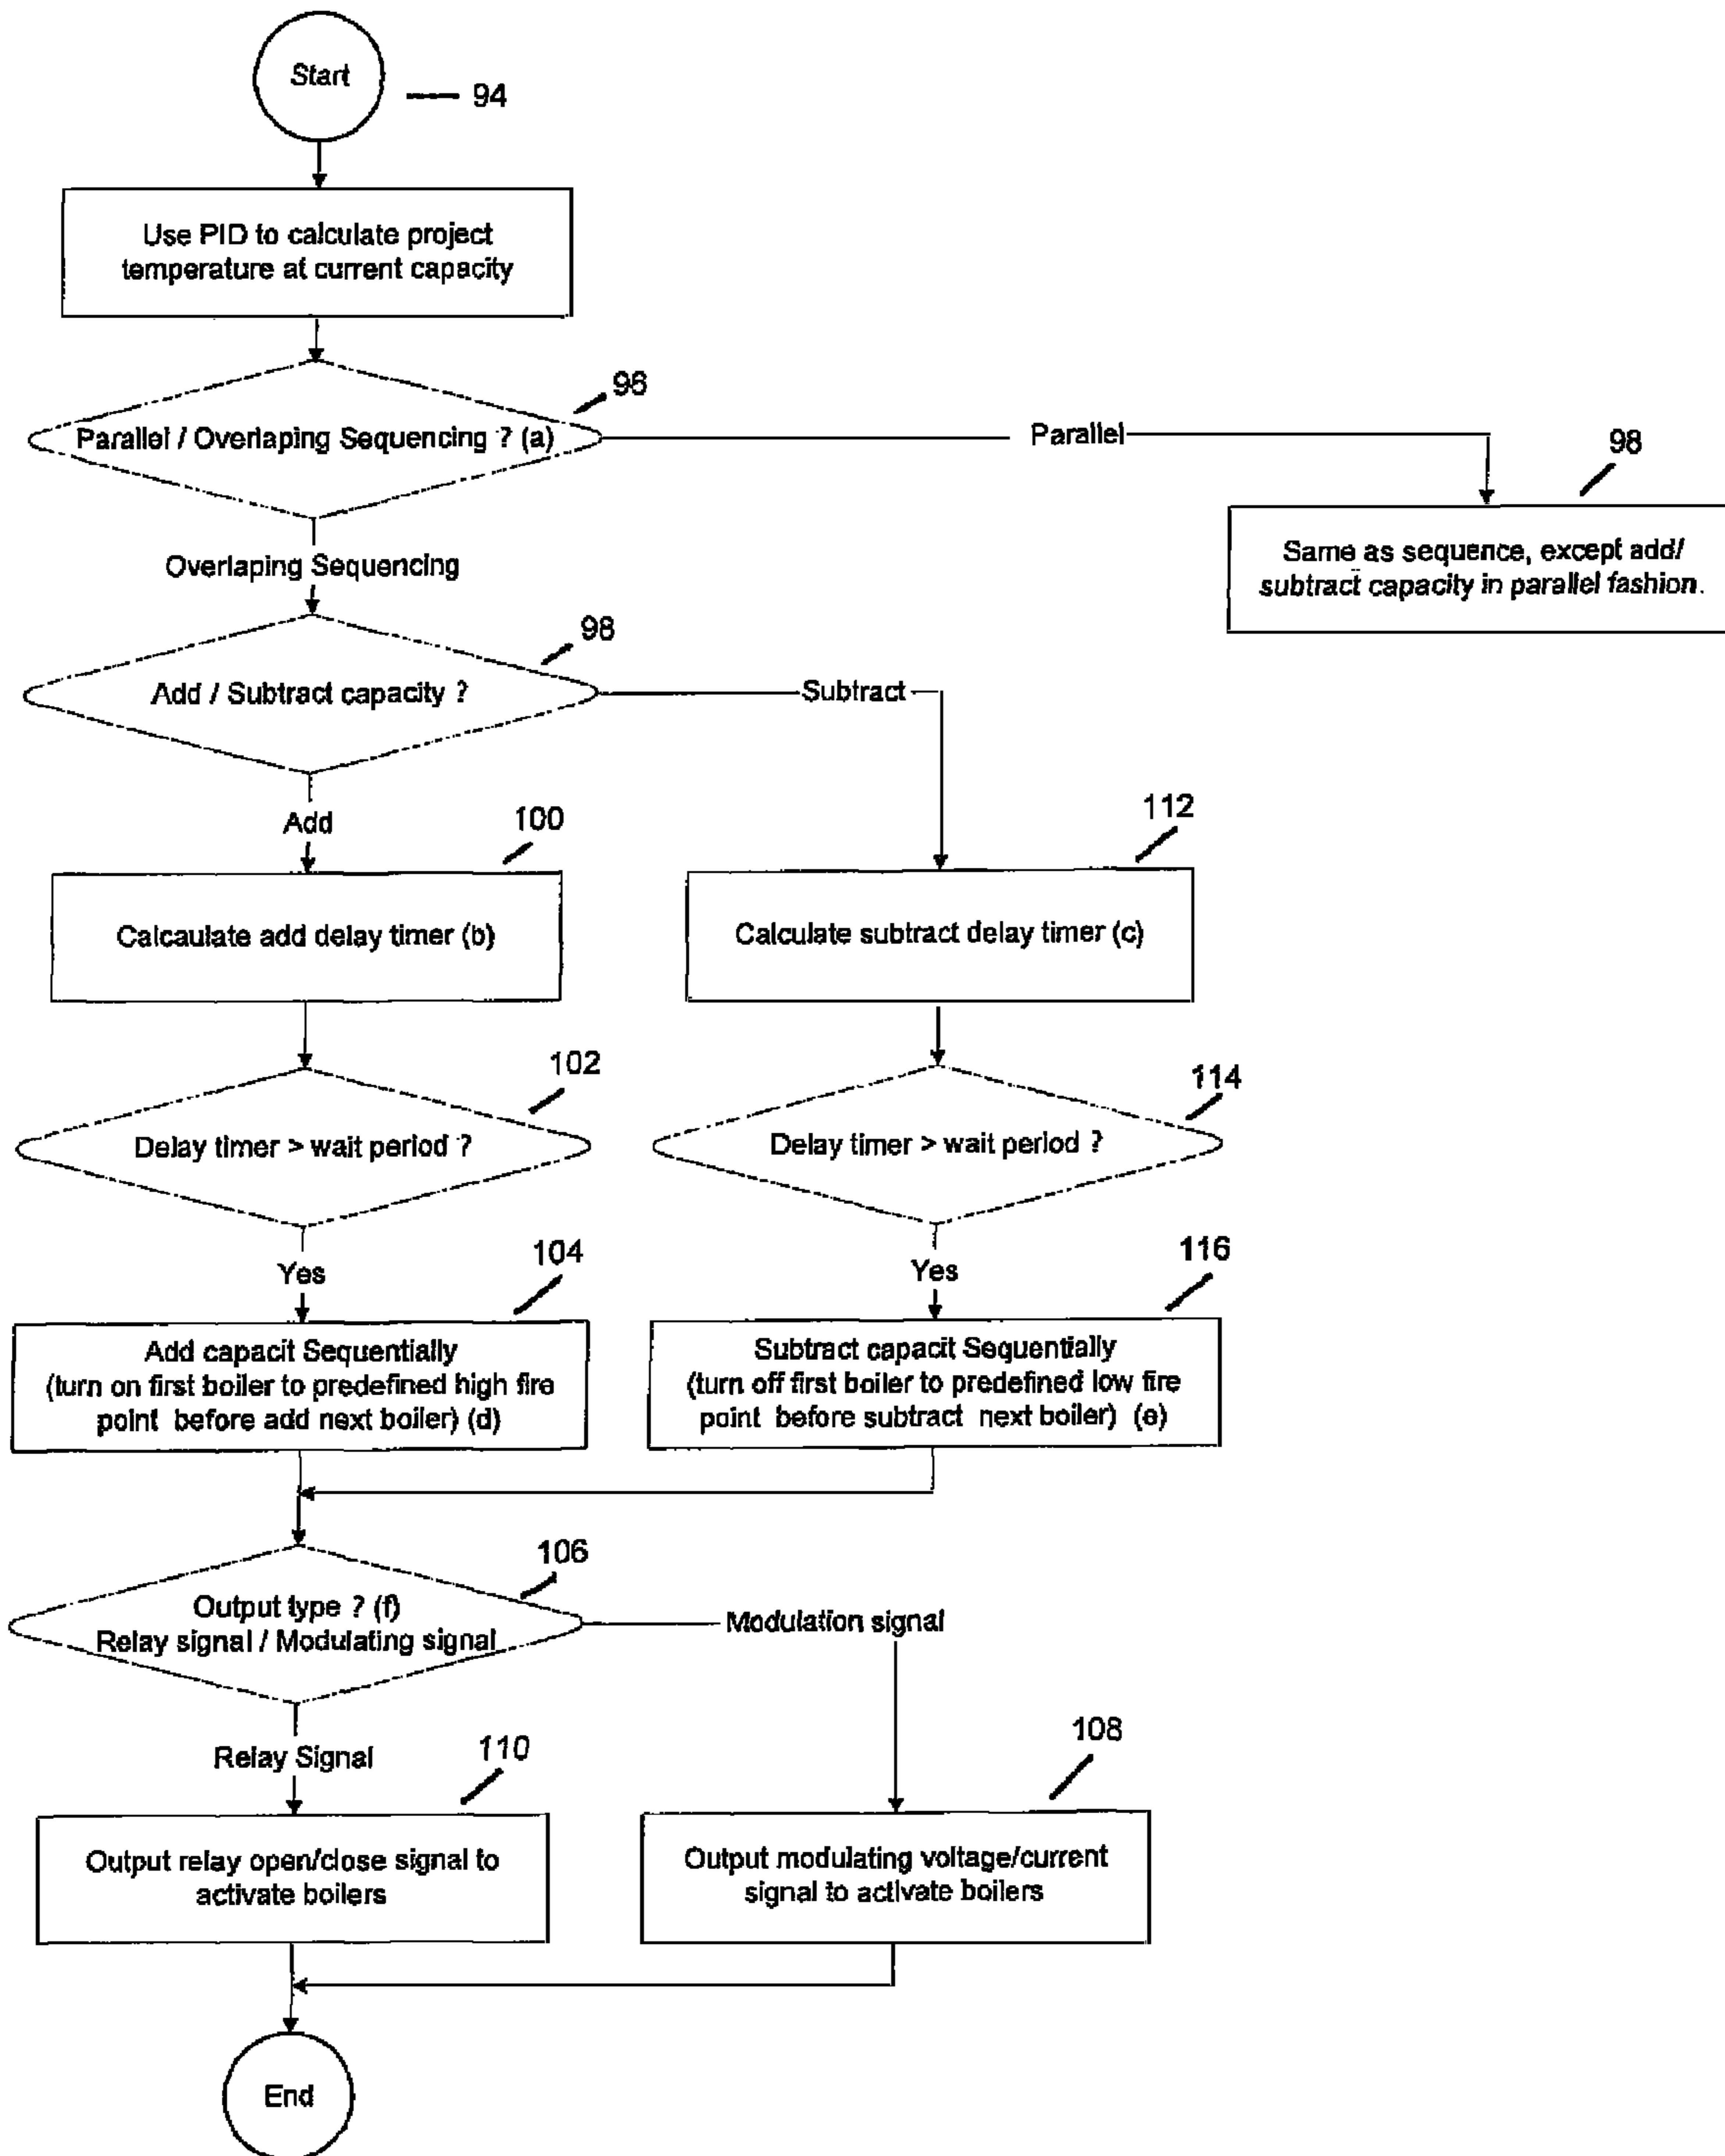 Start
94
Use PID to calculate project
temperature at current capacity
96
Parallel / Overlaping Sequencing ? (a)
Parallel
98
Same as sequence, except add/
subtract capacity in parallel fashion.
Overlaping Sequencing
98
Add / Subtract capacity ?
Subtract
Add
100
112
Calcaulate add delay timer (b)
Calculate subtract delay timer (c)
102
114
Delay timer > wait period ?
Delay timer > wait period ?
Yes
Yes
104
116
Add capacit Sequentially
(turn on first boiler to predefined high fire
point before add next boiler) (d)
Subtract capacit Sequentially
(turn off first boiler to predefined low fire
point before subtract next boiler) (e)
106
Output type ? (f)
Relay signal / Modulating signal
Modulation signal
Relay Signal
110
108
Output relay open/close signal to
activate boilers
Output modulating voltage/current
signal to activate boilers
End